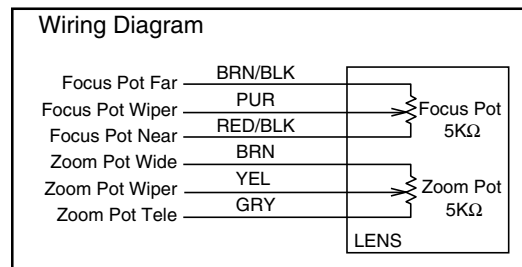 Wiring Diagram
Focus Pot Far BRN/BLK
Focus Pot Wiper PUR
Focus Pot Near RED/BLK
Focus Pot
5KΩ
Zoom Pot Wide BRN
Zoom Pot Wiper YEL
Zoom Pot Tele GRY
Zoom Pot
5KΩ
LENS